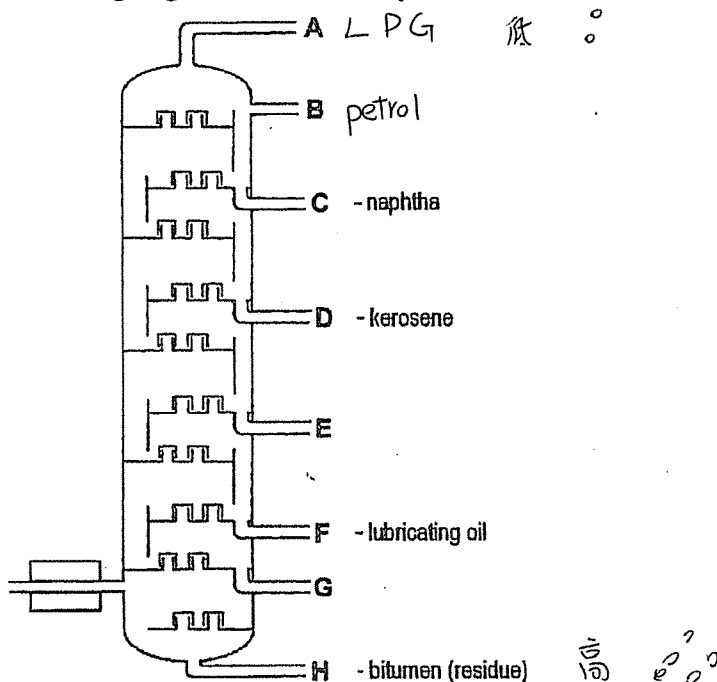 A LPG 低
B petrol
C - naphtha
D - kerosene
E
F - lubricating oil
G
H - bitumen (residue) 高